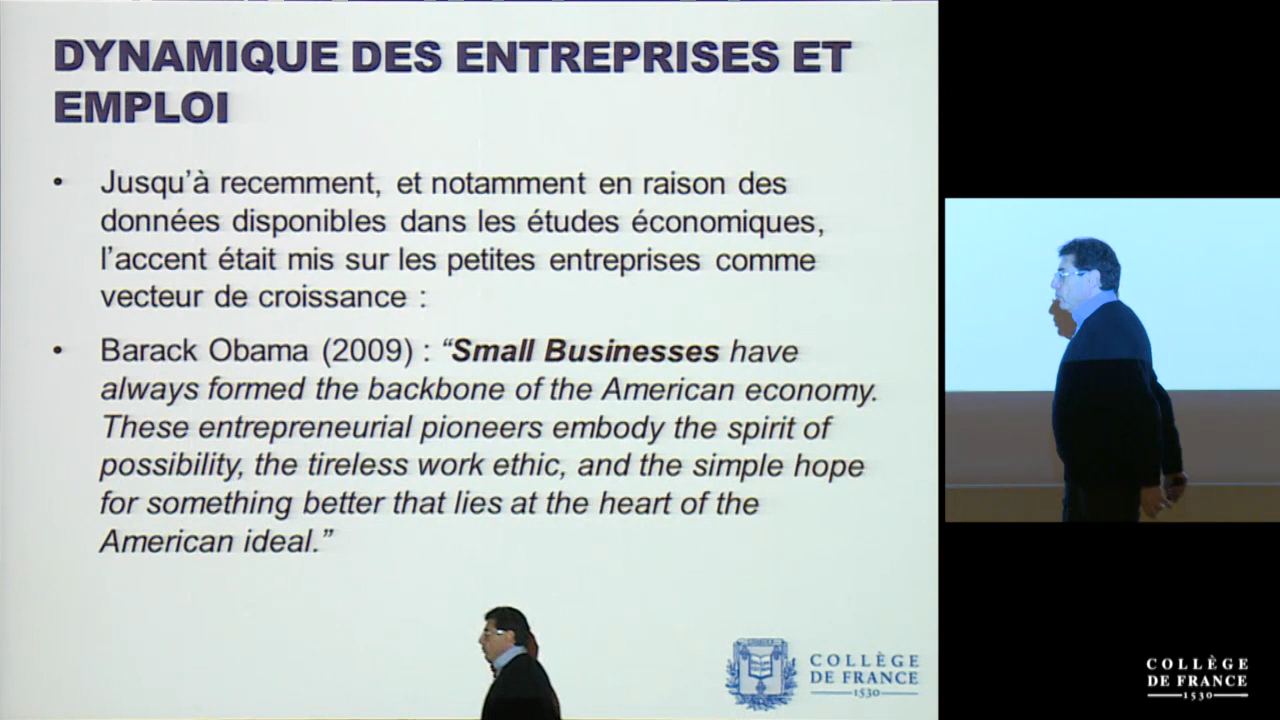 DYNAMIQUE DES ENTREPRISES ET
EMPLOI
• Jusqu'à recemment, et notamment en raison des
données disponibles dans les études économiques,
l'accent était mis sur les petites entreprises comme
vecteur de croissance :
• Barack Obama (2009) : “Small Businesses have
always formed the backbone of the American economy.
These entrepreneurial pioneers embody the spirit of
possibility, the tireless work ethic, and the simple hope
for something better that lies at the heart of the
American ideal.”
COLLÈGE
DE FRANCE
1530
COLLÈGE
DE FRANCE
1530